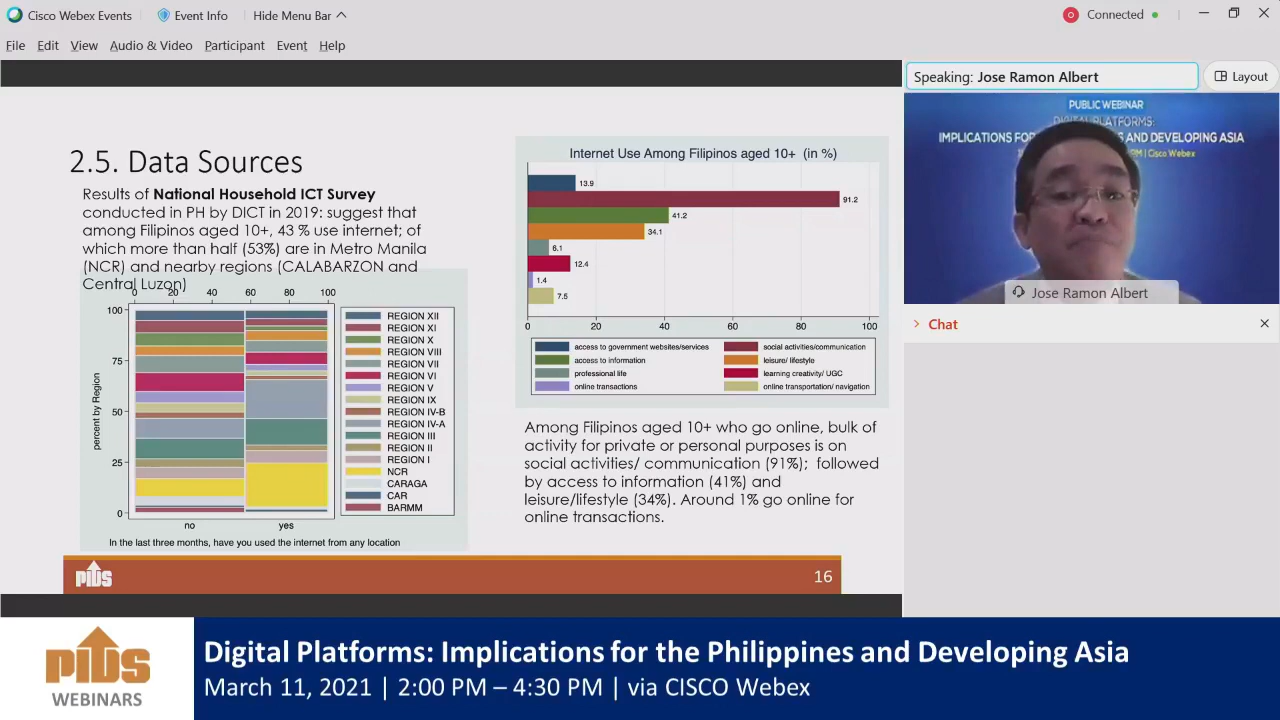 Cisco Webex Events
Event Info
Hide Menu Bar
Connected
File Edit View Audio & Video Participant Event Help
Speaking: Jose Ramon Albert
Layout
PUBLIC WEBINAR
DIGITAL PLATFORMS:
IMPLICATIONS FOR
AND DEVELOPING ASIA
PM | Cisco Webex
Jose Ramon Albert
Chat
2.5. Data Sources
Results of National Household ICT Survey
conducted in PH by DICT in 2019: suggest that
among Filipinos aged 10+, 43 % use internet; of
which more than half (53%) are in Metro Manila
(NCR) and nearby regions (CALABARZON and
Central Luzon)
0 20 40 60 80 100
100
75
50
25
0
percent by Region
no yes
In the last three months, have you used the internet from any location
REGION XII
REGION XI
REGION X
REGION VIII
REGION VII
REGION VI
REGION V
REGION IX
REGION IV-B
REGION IV-A
REGION III
REGION II
REGION I
NCR
CARAGA
CAR
BARMM
Internet Use Among Filipinos aged 10+ (in %)
13.9
91.2
41.2
34.1
6.1
12.4
1.4
7.5
0 20 40 60 80 100
access to government websites/services
social activities/communication
access to information
leisure/ lifestyle
professional life
learning creativity/ UGC
online transactions
online transportation/ navigation
Among Filipinos aged 10+ who go online, bulk of
activity for private or personal purposes is on
social activities/ communication (91%); followed
by access to information (41%) and
leisure/lifestyle (34%). Around 1% go online for
online transactions.
PIDS
16
PIDS
WEBINARS
Digital Platforms: Implications for the Philippines and Developing Asia
March 11, 2021 | 2:00 PM – 4:30 PM | via CISCO Webex